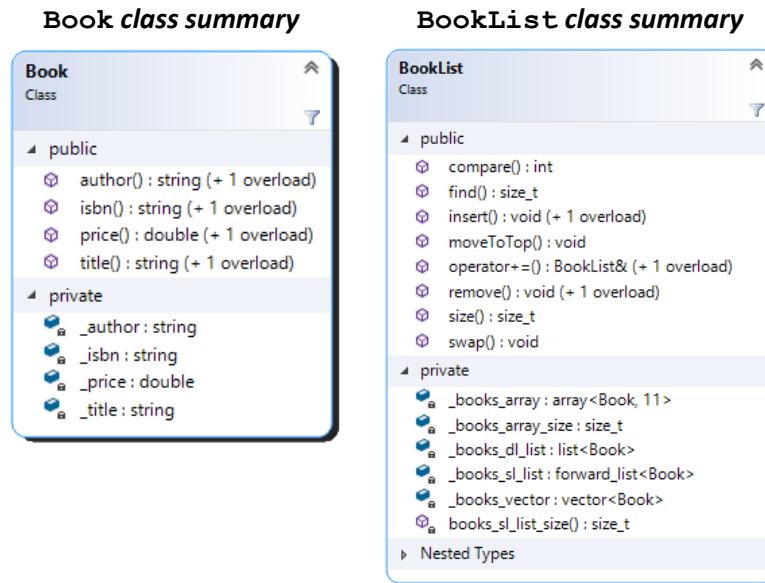 Book class summary
Book
Class
public
author() : string (+ 1 overload)
isbn() : string (+ 1 overload)
price() : double (+ 1 overload)
title() : string (+ 1 overload)
private
_author : string
_isbn : string
_price : double
_title : string
BookList class summary
BookList
Class
public
compare() : int
find() : size_t
insert() : void (+ 1 overload)
moveToTop() : void
operator+=() : BookList& (+ 1 overload)
remove() : void (+ 1 overload)
size() : size_t
swap() : void
private
_books_array : array<Book, 11>
_books_array_size : size_t
_books_dl_list : list<Book>
_books_sl_list : forward_list<Book>
_books_vector : vector<Book>
books_sl_list_size() : size_t
Nested Types